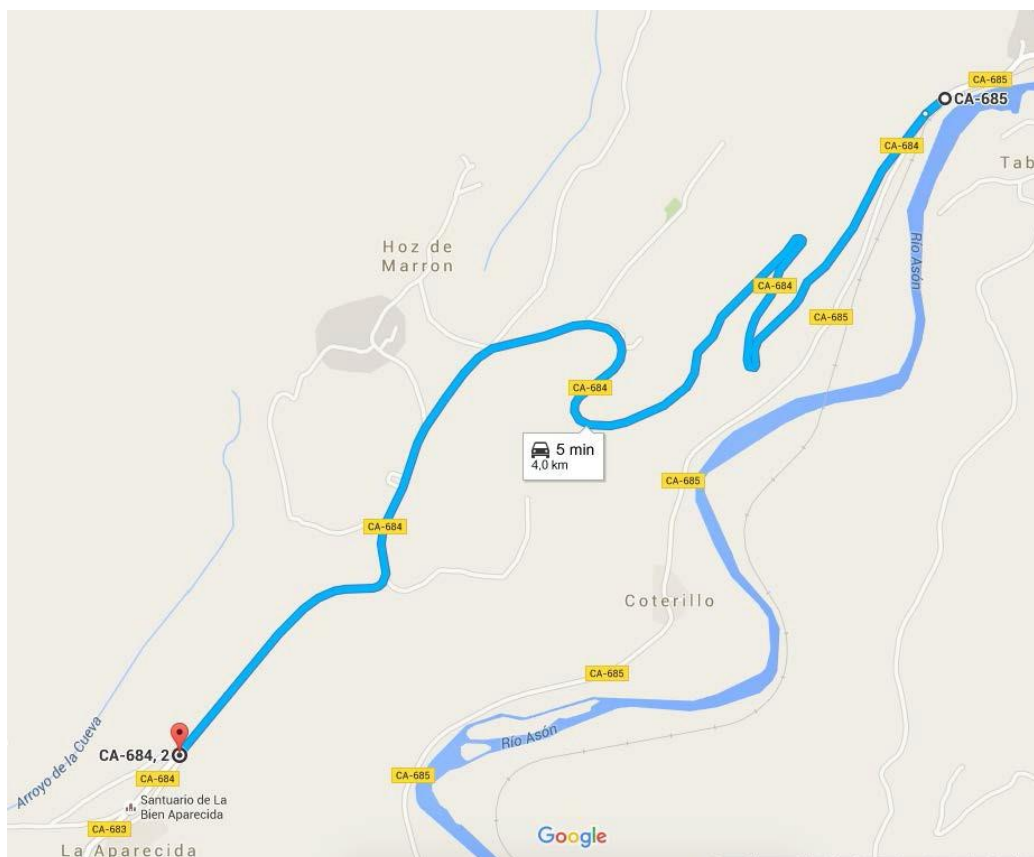 CA-685
CA-685
CA-684
Tab
Río Asón
Hoz de
Marron
CA-684
CA-685
CA-684
5 min
4,0 km
CA-685
CA-684
Coterillo
CA-685
Río Asón
Arroyo de la Cueva
CA-684, 2
CA-684
CA-685
Santuario de La
Bien Aparecida
CA-683
Google
La Aparecida